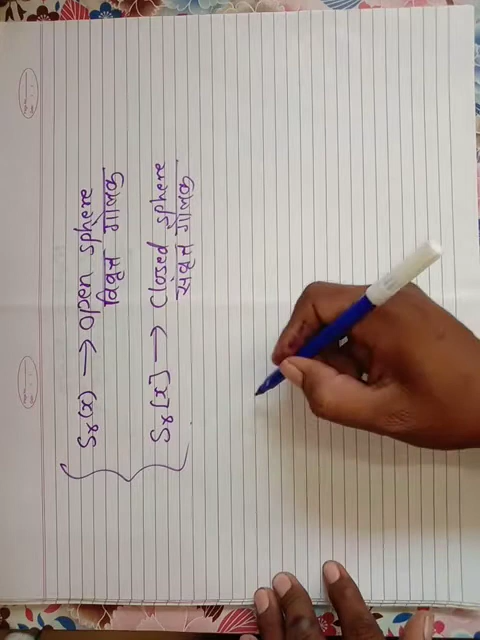 Sr(x) → Open sphere
विवृत्त गोलक
Sr[x] → Closed sphere
संवृत्त गोलक